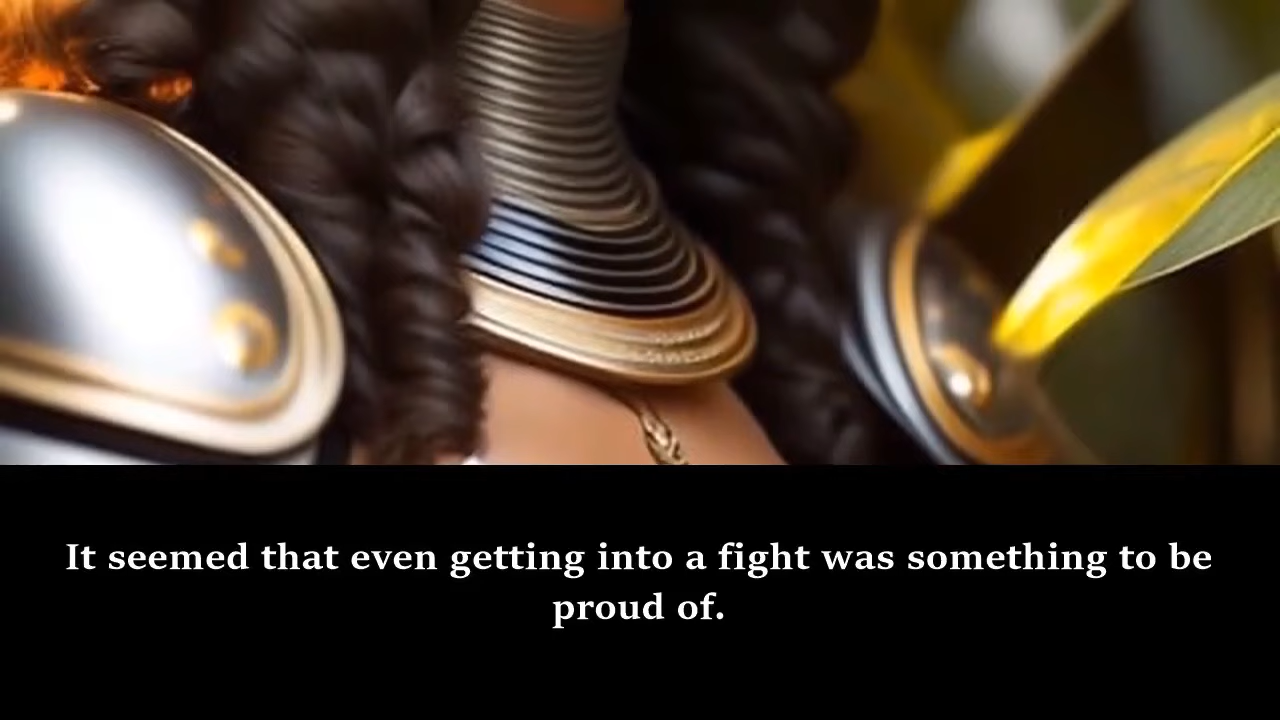 It seemed that even getting into a fight was something to be
proud of.